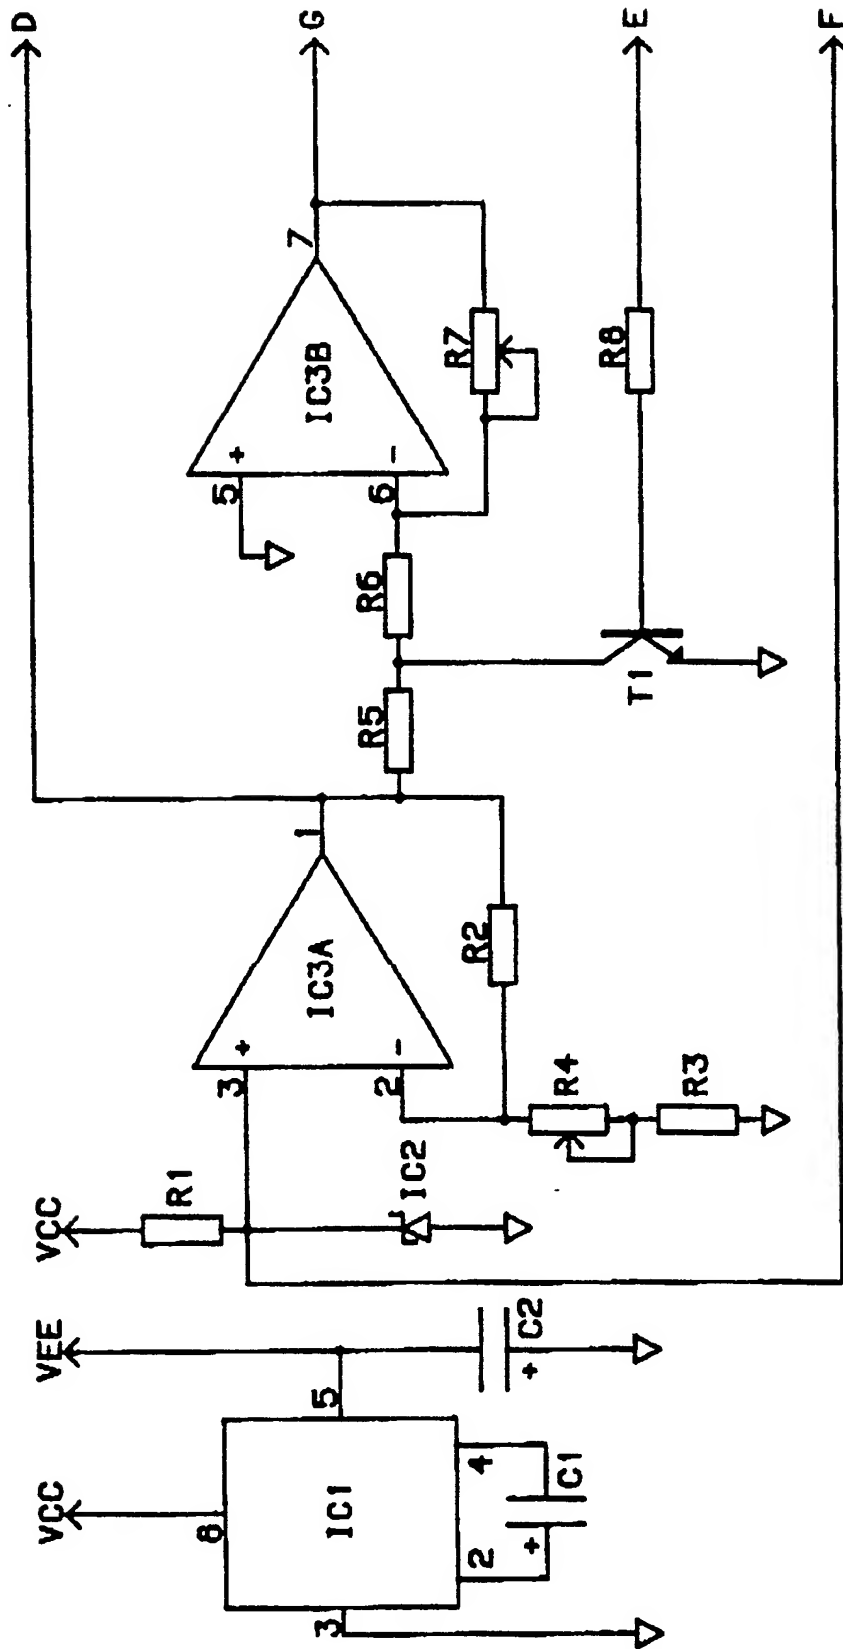 VCC
VEE
VCC
D
R1
8
5
IC1
3
2
4
C1
+
C2
+
IC2
3
+
2
-
IC3A
1
R2
R4
R3
R5
R6
T1
5
+
6
-
IC3B
7
R7
R8
G
E
F